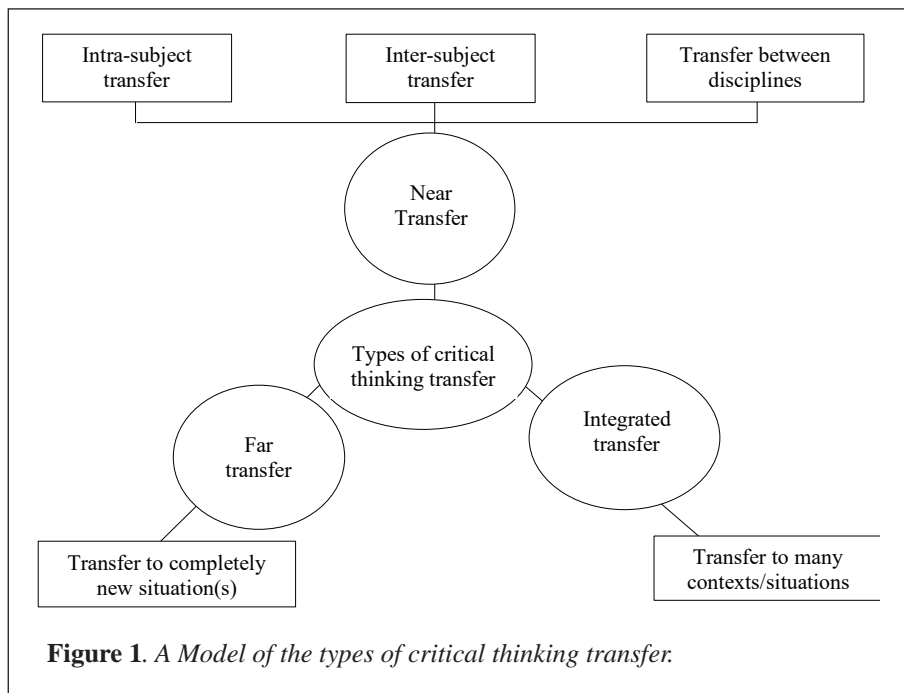 Intra-subject
transfer
Inter-subject
transfer
Transfer between
disciplines
Near
Transfer
Types of critical
thinking transfer
Far
transfer
Integrated
transfer
Transfer to completely
new situation(s)
Transfer to many
contexts/situations
Figure 1. A Model of the types of critical thinking transfer.